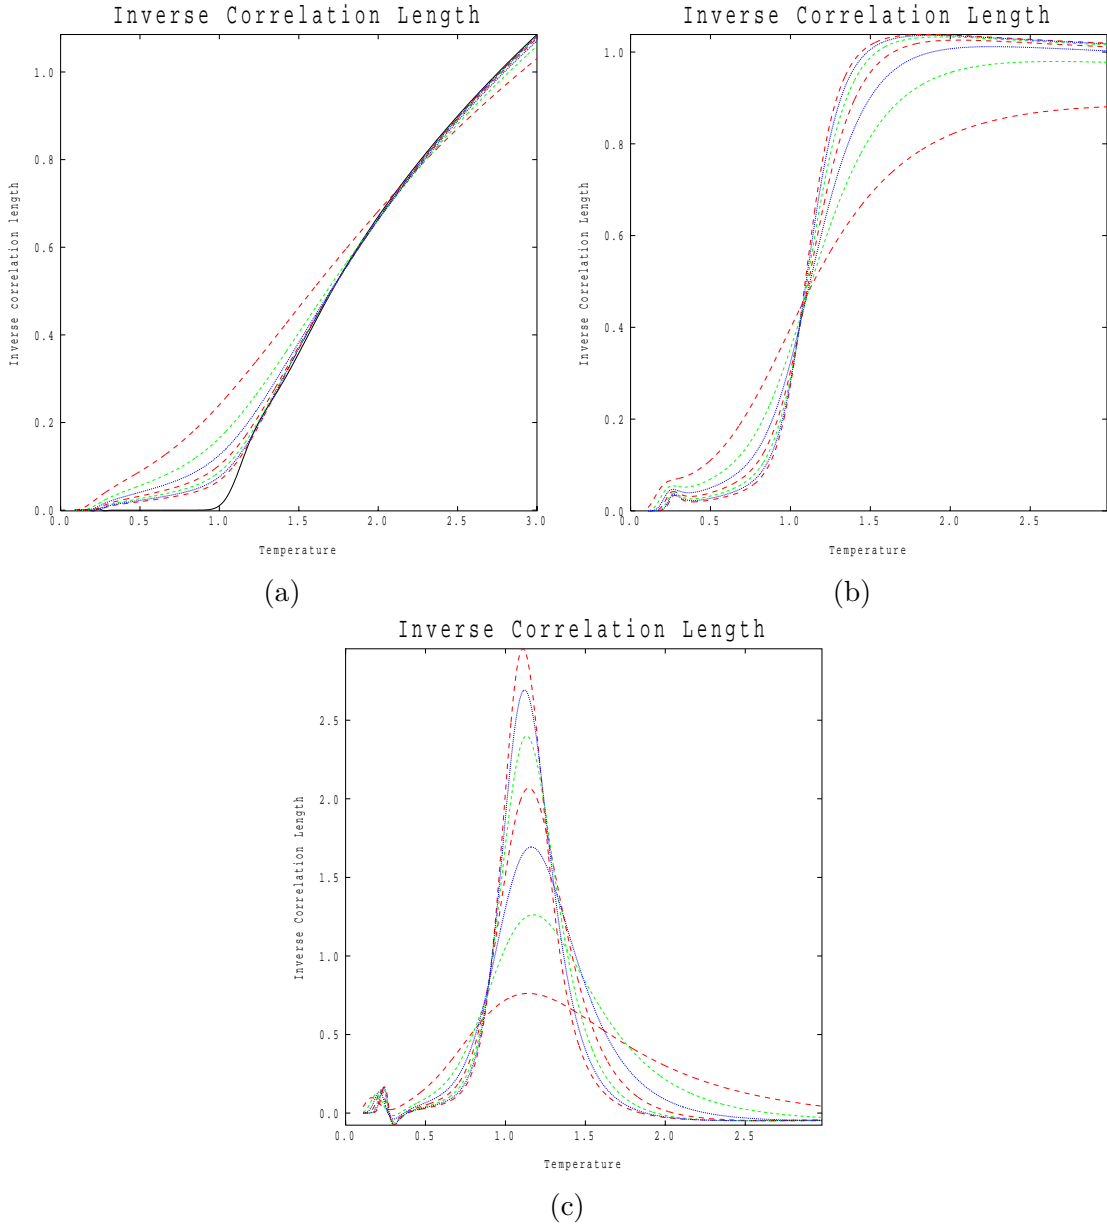 Inverse Correlation Length
Inverse correlation length
1.0
0.8
0.6
0.4
0.2
0.0
0.0 0.5 1.0 1.5 2.0 2.5 3.0
Temperature
(a)
Inverse Correlation Length
Inverse Correlation Length
1.0
0.8
0.6
0.4
0.2
0.0
0.0 0.5 1.0 1.5 2.0 2.5
Temperature
(b)
Inverse Correlation Length
Inverse Correlation Length
2.5
2.0
1.5
1.0
0.5
0.0
0.0 0.5 1.0 1.5 2.0 2.5
Temperature
(c)